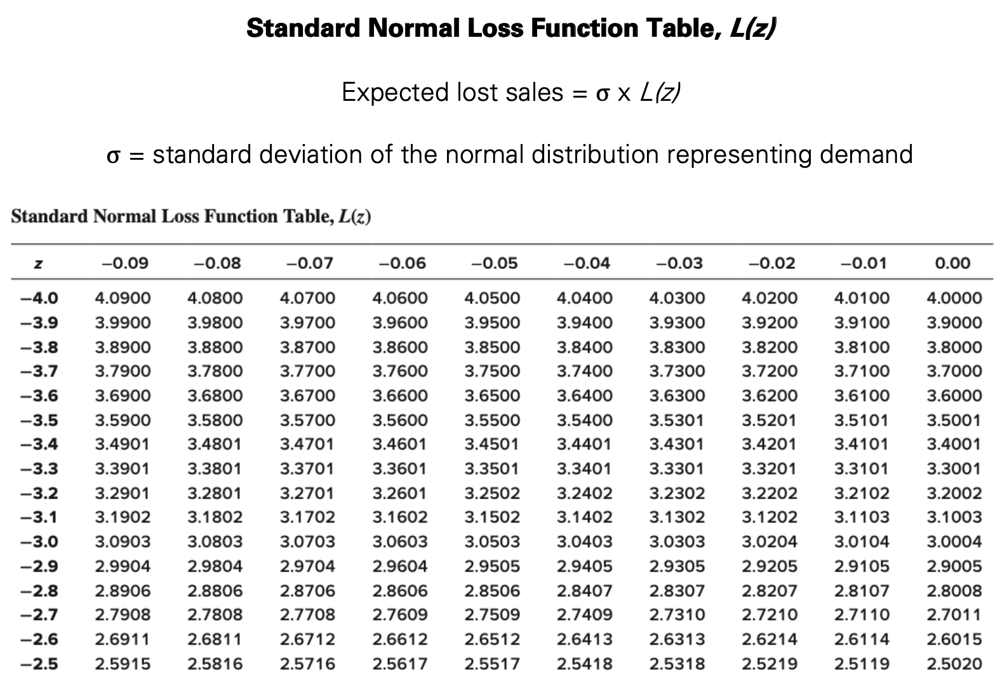 Standard Normal Loss Function Table, L(z)
Expected lost sales = σ x L(z)
σ = standard deviation of the normal distribution representing demand
Standard Normal Loss Function Table, L(z)
z −0.09 −0.08 −0.07 −0.06 −0.05 −0.04 −0.03 −0.02 −0.01 0.00
−4.0 4.0900 4.0800 4.0700 4.0600 4.0500 4.0400 4.0300 4.0200 4.0100 4.0000
−3.9 3.9900 3.9800 3.9700 3.9600 3.9500 3.9400 3.9300 3.9200 3.9100 3.9000
−3.8 3.8900 3.8800 3.8700 3.8600 3.8500 3.8400 3.8300 3.8200 3.8100 3.8000
−3.7 3.7900 3.7800 3.7700 3.7600 3.7500 3.7400 3.7300 3.7200 3.7100 3.7000
−3.6 3.6900 3.6800 3.6700 3.6600 3.6500 3.6400 3.6300 3.6200 3.6100 3.6000
−3.5 3.5900 3.5800 3.5700 3.5600 3.5500 3.5400 3.5301 3.5201 3.5101 3.5001
−3.4 3.4901 3.4801 3.4701 3.4601 3.4501 3.4401 3.4301 3.4201 3.4101 3.4001
−3.3 3.3901 3.3801 3.3701 3.3601 3.3501 3.3401 3.3301 3.3201 3.3101 3.3001
−3.2 3.2901 3.2801 3.2701 3.2601 3.2502 3.2402 3.2302 3.2202 3.2102 3.2002
−3.1 3.1902 3.1802 3.1702 3.1602 3.1502 3.1402 3.1302 3.1202 3.1103 3.1003
−3.0 3.0903 3.0803 3.0703 3.0603 3.0503 3.0403 3.0303 3.0204 3.0104 3.0004
−2.9 2.9904 2.9804 2.9704 2.9604 2.9505 2.9405 2.9305 2.9205 2.9105 2.9005
−2.8 2.8906 2.8806 2.8706 2.8606 2.8506 2.8407 2.8307 2.8207 2.8107 2.8008
−2.7 2.7908 2.7808 2.7708 2.7609 2.7509 2.7409 2.7310 2.7210 2.7110 2.7011
−2.6 2.6911 2.6811 2.6712 2.6612 2.6512 2.6413 2.6313 2.6214 2.6114 2.6015
−2.5 2.5915 2.5816 2.5716 2.5617 2.5517 2.5418 2.5318 2.5219 2.5119 2.5020